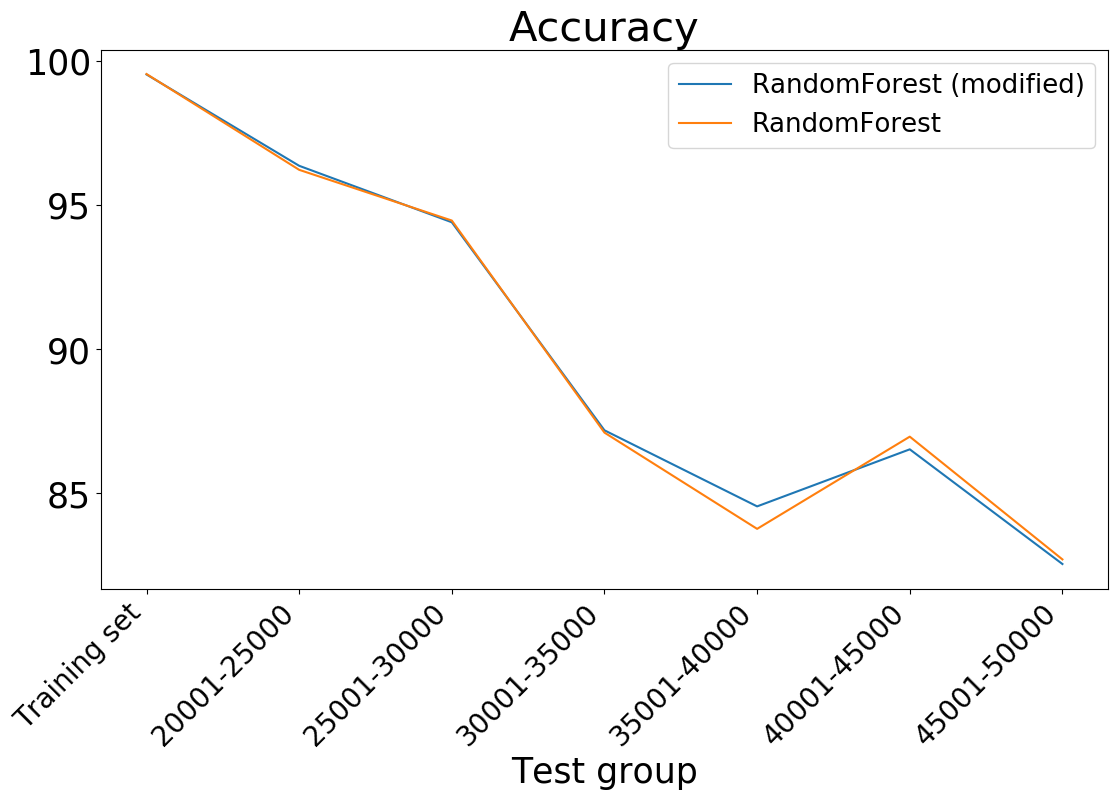 Accuracy
100
95
90
85
RandomForest (modified)
RandomForest
Training set
20001-25000
25001-30000
30001-35000
35001-40000
40001-45000
45001-50000
Test group